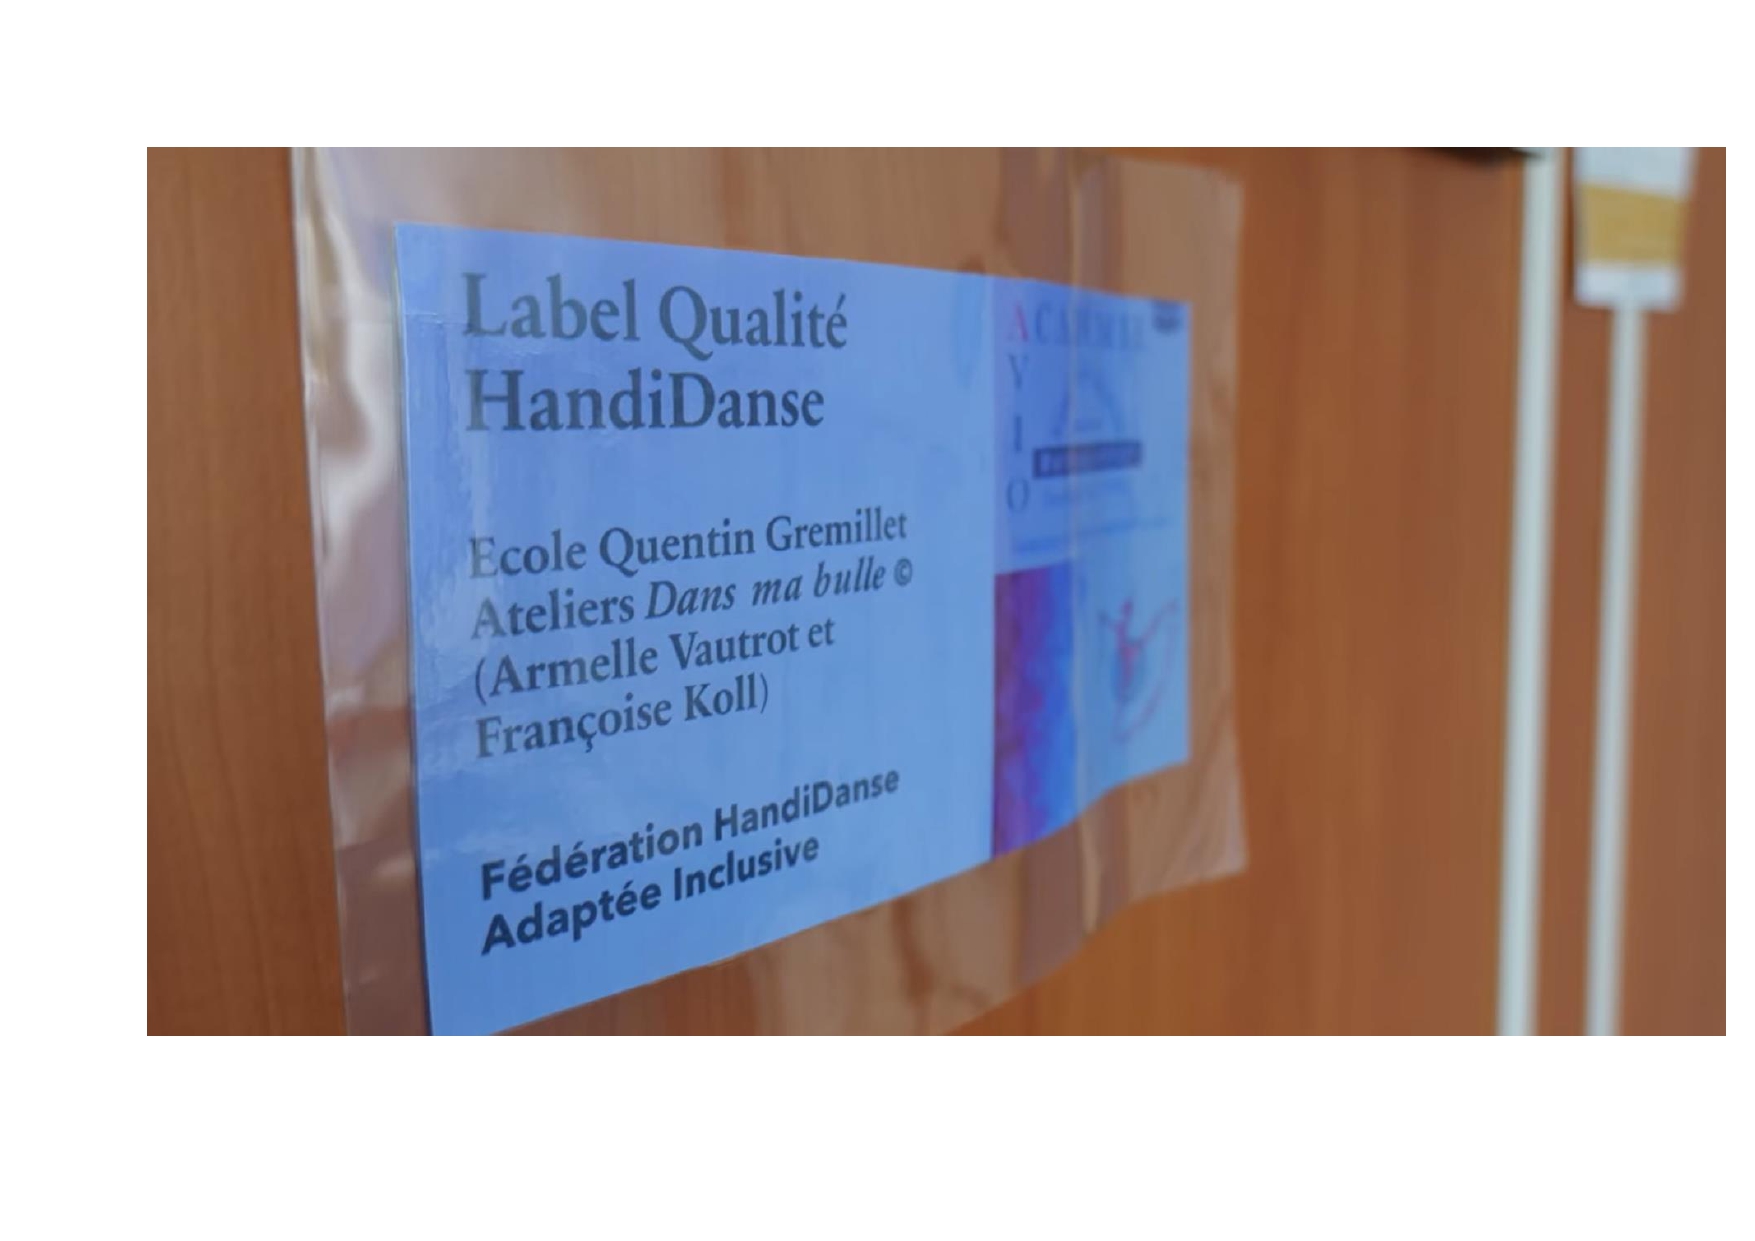 Label Qualité
HandiDanse
Ecole Quentin Gremillet
Ateliers Dans ma bulle ©
(Armelle Vautrot et
Françoise Koll)
Fédération HandiDanse
Adaptée Inclusive